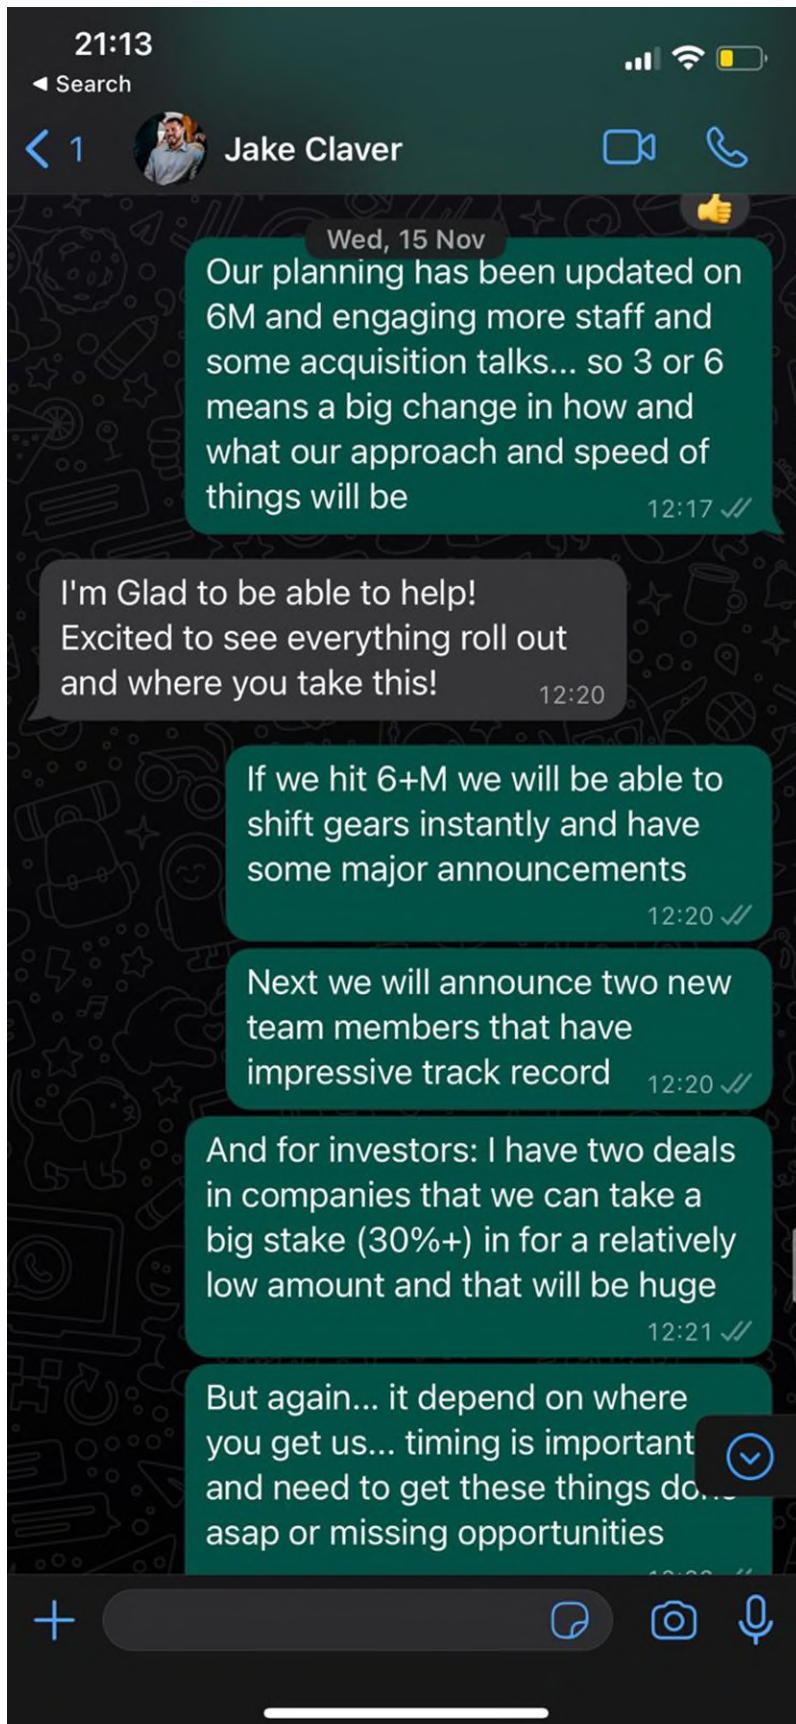 21:13
◀ Search
1
Jake Claver
Wed, 15 Nov
Our planning has been updated on
6M and engaging more staff and
some acquisition talks... so 3 or 6
means a big change in how and
what our approach and speed of
things will be
12:17
I'm Glad to be able to help!
Excited to see everything roll out
and where you take this!
12:20
If we hit 6+M we will be able to
shift gears instantly and have
some major announcements
12:20
Next we will announce two new
team members that have
impressive track record
12:20
And for investors: I have two deals
in companies that we can take a
big stake (30%+) in for a relatively
low amount and that will be huge
12:21
But again... it depend on where
you get us... timing is important
and need to get these things
asap or missing opportunities